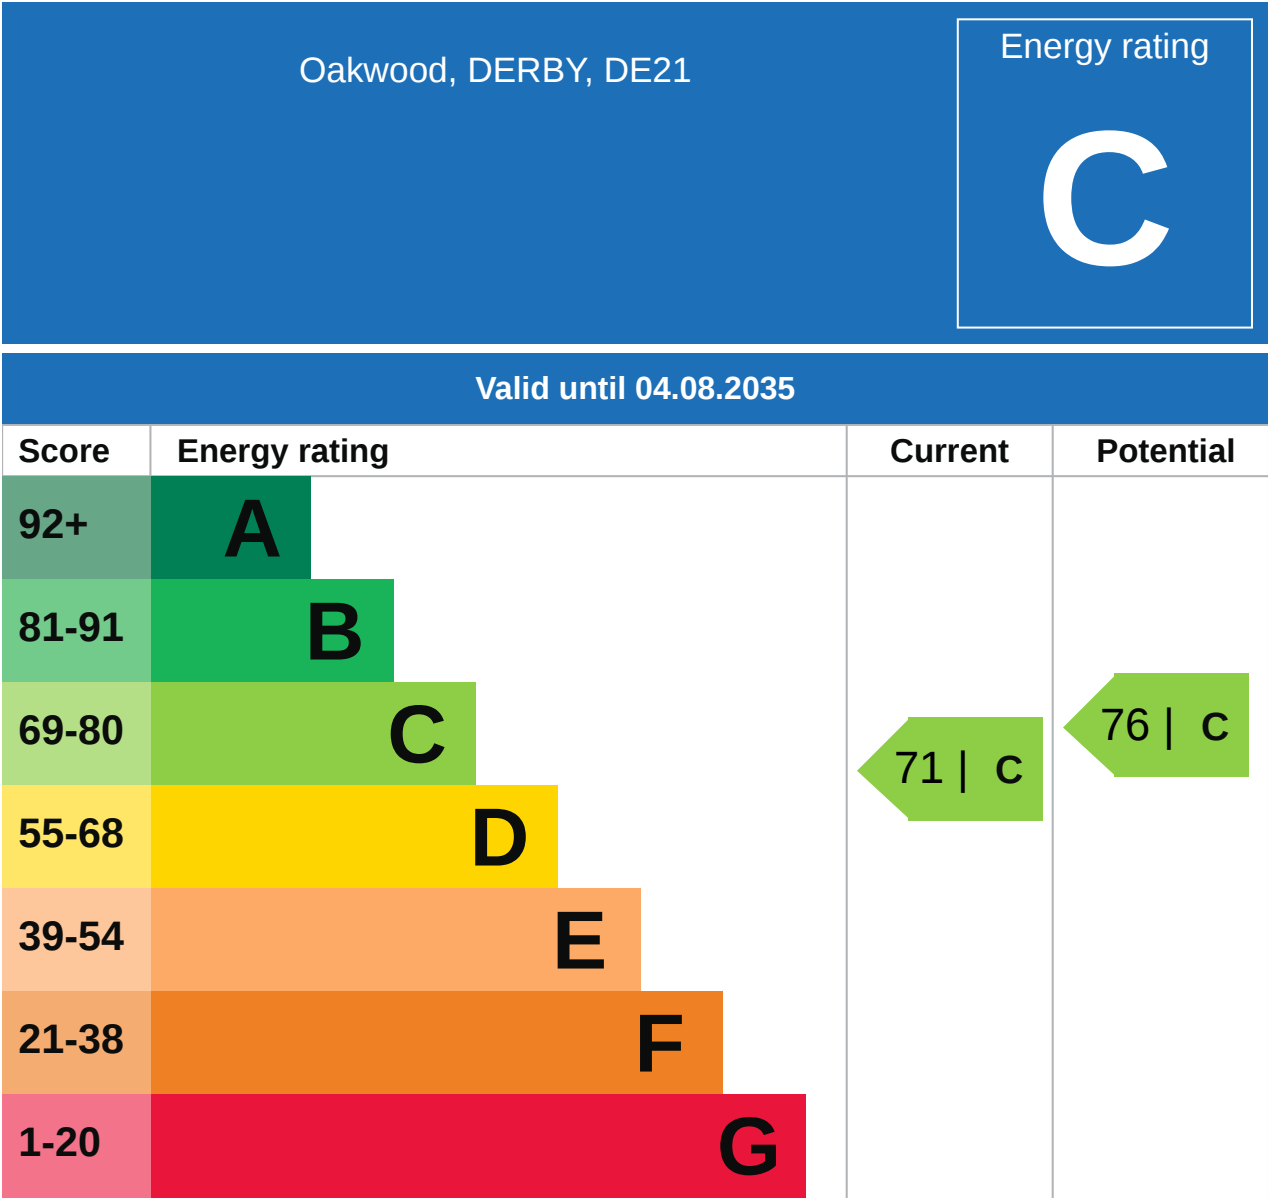 Oakwood, DERBY, DE21
Energy rating
C
Valid until 04.08.2035
Score Energy rating Current Potential
92+ A
81-91 B
69-80 C
71 | C
76 | C
55-68 D
39-54 E
21-38 F
1-20 G